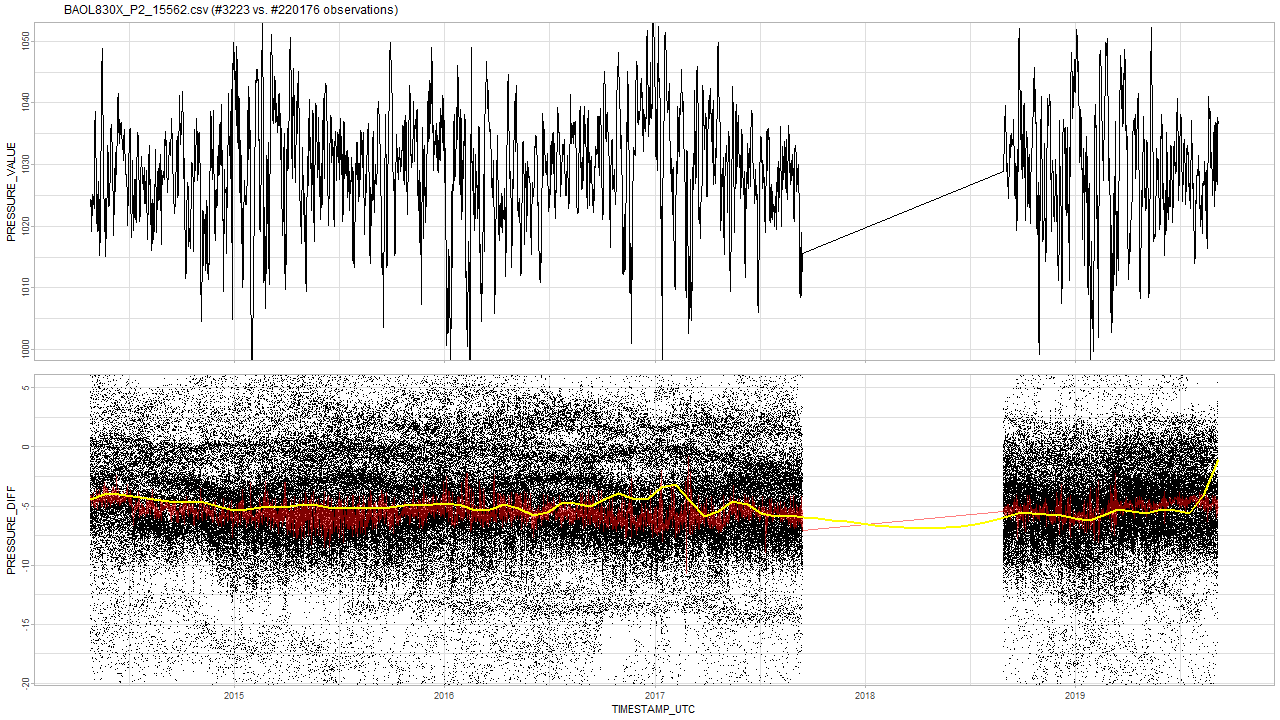 BAOL830X_P2_15562.csv (#3223 vs. #220176 observations)
PRESSURE_VALUE
1050
1040
1030
1020
1010
1000
PRESSURE_DIFF
5
0
-5
-10
-15
-20
2015 2016 2017 2018 2019
TIMESTAMP_UTC